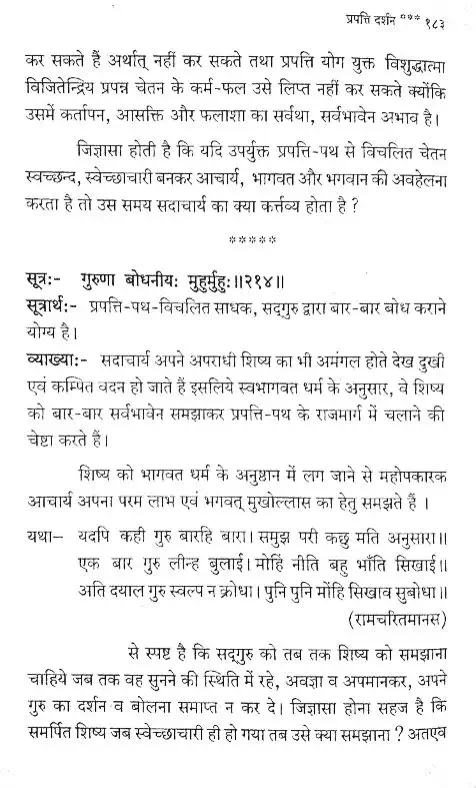 प्रपत्ति दर्शन *** १८३
कर सकते हैं अर्थात् नहीं कर सकते तथा प्रपत्ति योग युक्त विशुद्धात्मा
विजितेन्द्रिय प्रपन्न चेतन के कर्म-फल उसे लिप्त नहीं कर सकते क्योंकि
उसमें कर्तापन, आसक्ति और फलाशा का सर्वथा, सर्वभावेन अभाव है।
जिज्ञासा होती है कि यदि उपर्युक्त प्रपत्ति-पथ से विचलित चेतन
स्वच्छन्द, स्वेच्छाचारी बनकर आचार्य, भागवत और भगवान की अवहेलना
करता है तो उस समय सदाचार्य का क्या कर्त्तव्य होता है ?
*****
सूत्र:- गुरुणा बोधनीय: मुहुर्मुहु:॥२१४॥
सूत्रार्थ:- प्रपत्ति-पथ-विचलित साधक, सद्‌गुरु द्वारा बार-बार बोध कराने
योग्य है।
व्याख्या:- सदाचार्य अपने अपराधी शिष्य का भी अमंगल होते देख दुखी
एवं कम्पित वदन हो जाते है इसलिये स्वभागवत धर्म के अनुसार, वे शिष्य
को बार-बार सर्वभावेन समझाकर प्रपत्ति-पथ के राजमार्ग में चलाने की
चेष्टा करते हैं।
शिष्य को भागवत धर्म के अनुष्ठान में लग जाने से महोपकारक
आचार्य अपना परम लाभ एवं भगवत् मुखोल्लास का हेतु समझते हैं ।
यथा– यदपि कही गुरु बारहि बारा। समुझ परी कछु मति अनुसारा॥
एक बार गुरु लीन्ह बुलाई। मोहिं नीति बहु भाँति सिखाई॥
अति दयाल गुरु स्वल्प न क्रोधा। पुनि पुनि मोंहि सिखाव सुबोधा॥
(रामचरितमानस)
से स्पष्ट है कि सद्‌गुरु को तब तक शिष्य को समझाना
चाहिये जब तक वह सुनने की स्थिति में रहे, अवज्ञा व अपमानकर, अपने
गुरु का दर्शन व बोलना समाप्त न कर दे। जिज्ञासा होना सहज है कि
समर्पित शिष्य जब स्वेच्छाचारी ही हो गया तब उसे क्या समझाना ? अतएव